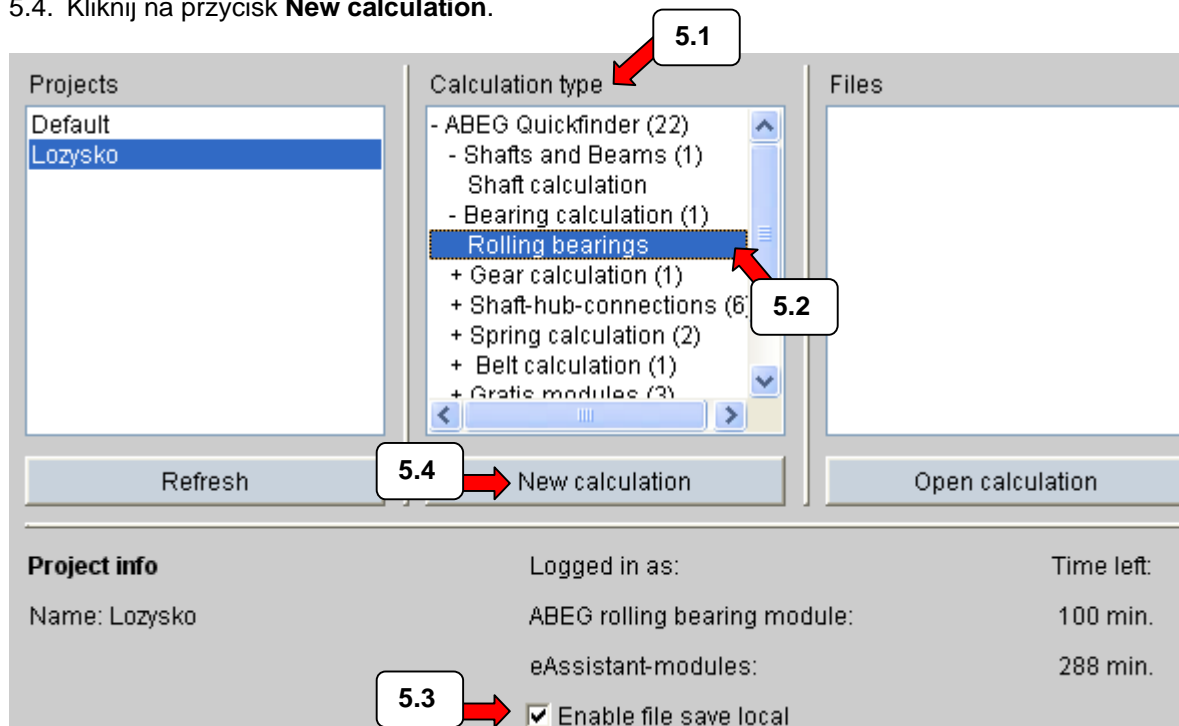 5.4. Kliknij na przycisk New calculation.
5.1
Projects
Calculation type
Files
Default
Lozysko
- ABEG Quickfinder (22)
- Shafts and Beams (1)
Shaft calculation
- Bearing calculation (1)
Rolling bearings
+ Gear calculation (1)
+ Shaft-hub-connections (6)
+ Spring calculation (2)
+ Belt calculation (1)
+ Gratis modules (3)
5.2
Refresh
5.4
New calculation
Open calculation
Project info
Logged in as:
Time left:
Name: Lozysko
ABEG rolling bearing module:
100 min.
eAssistant-modules:
288 min.
5.3
Enable file save local